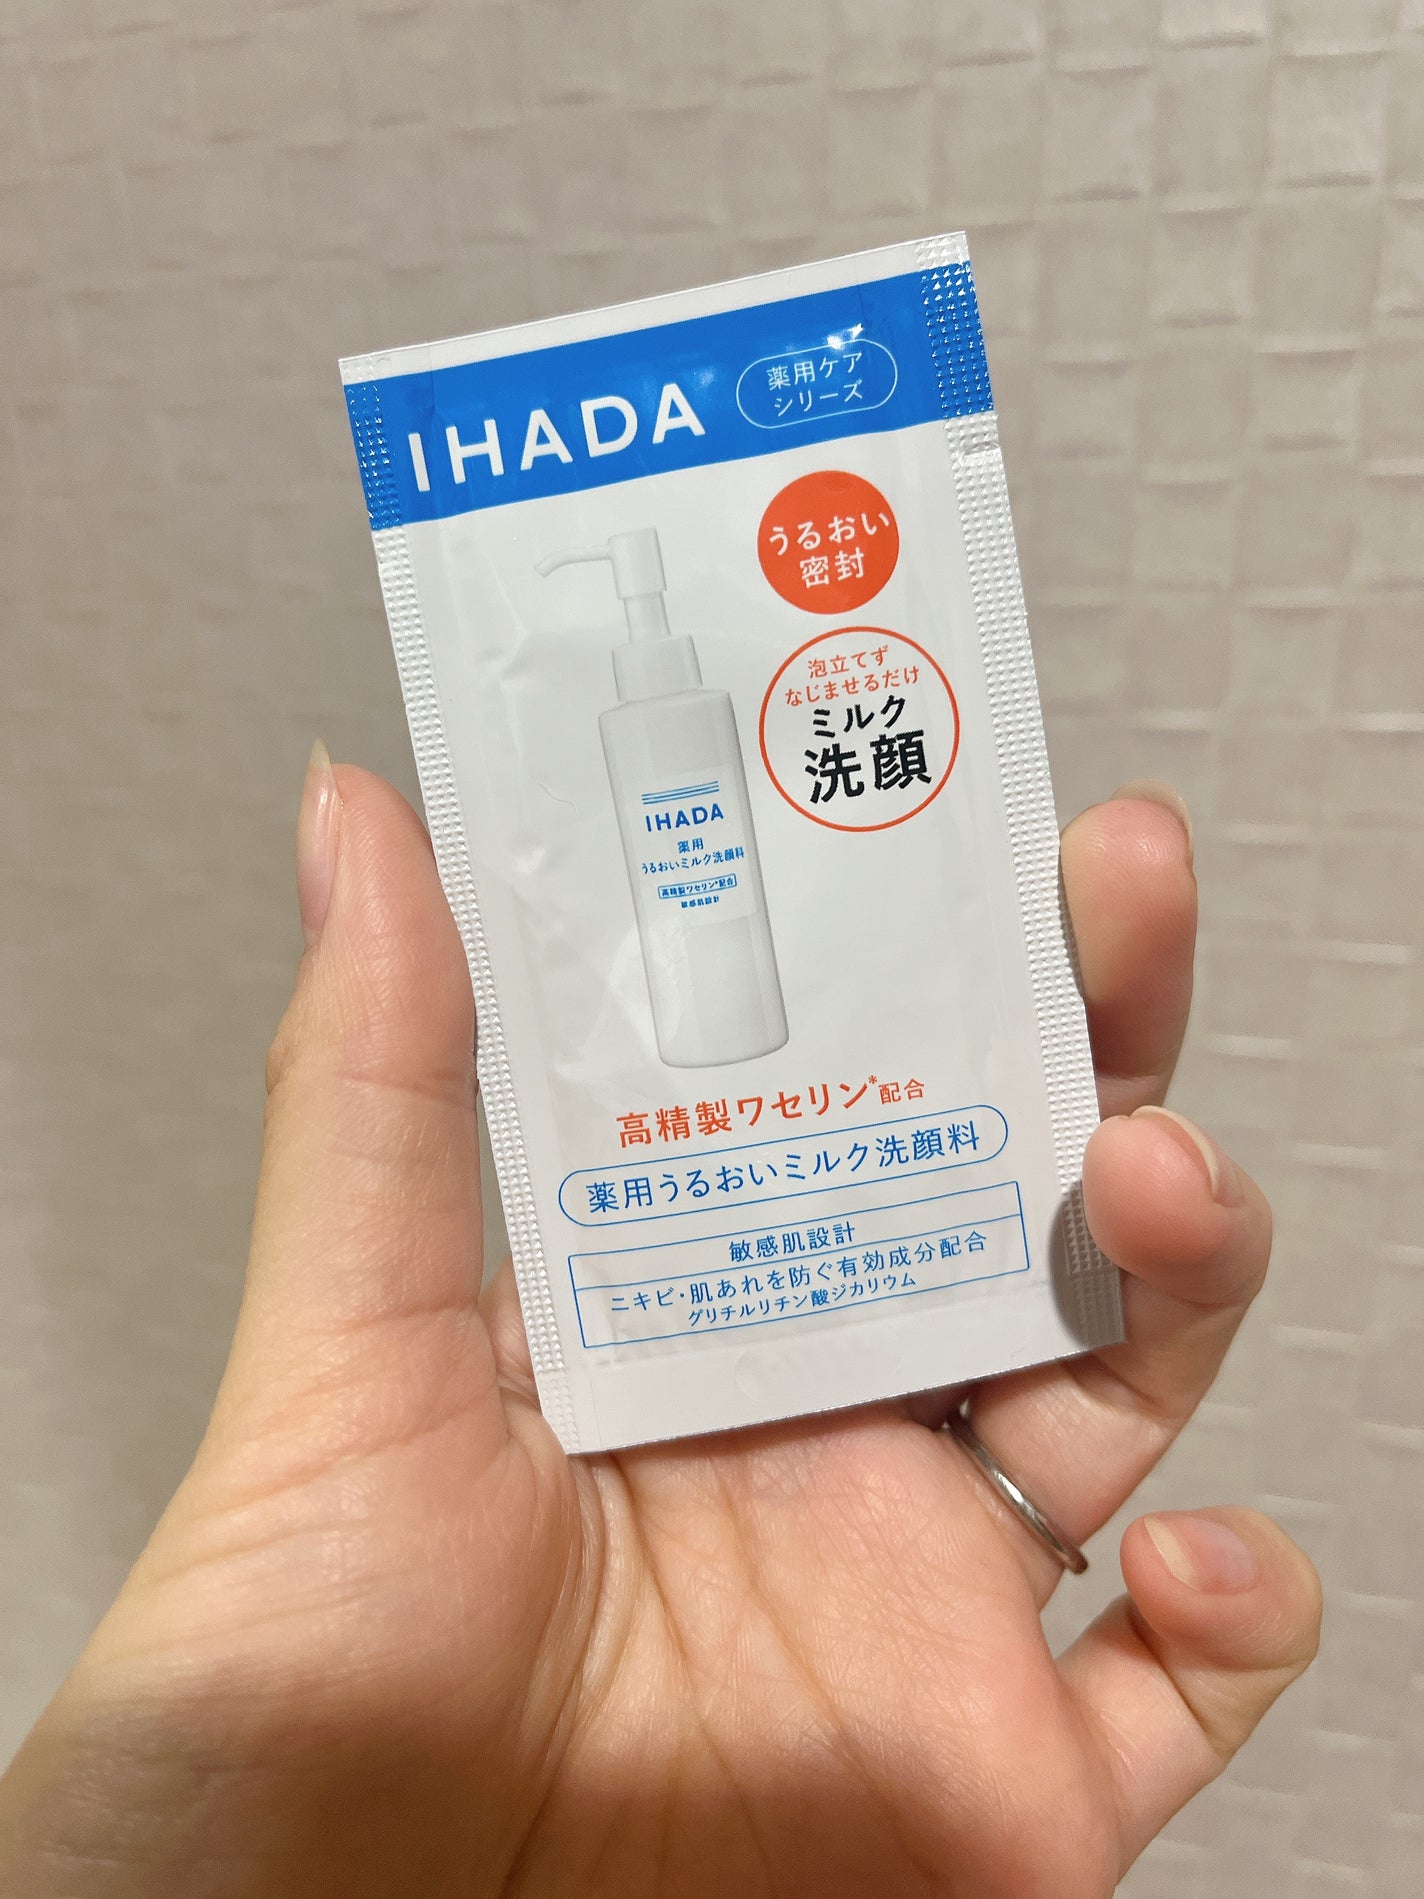 IHADA
薬用ケア
シリーズ
うるおい
密封
泡立てず
なじませるだけ
ミルク
洗顔
IHADA
薬用
うるおいミルク洗顔料
高精製ワセリン*配合
敏感肌設計
高精製ワセリン*配合
薬用うるおいミルク洗顔料
敏感肌設計
ニキビ・肌あれを防ぐ有効成分配合
グリチルリチン酸ジカリウム